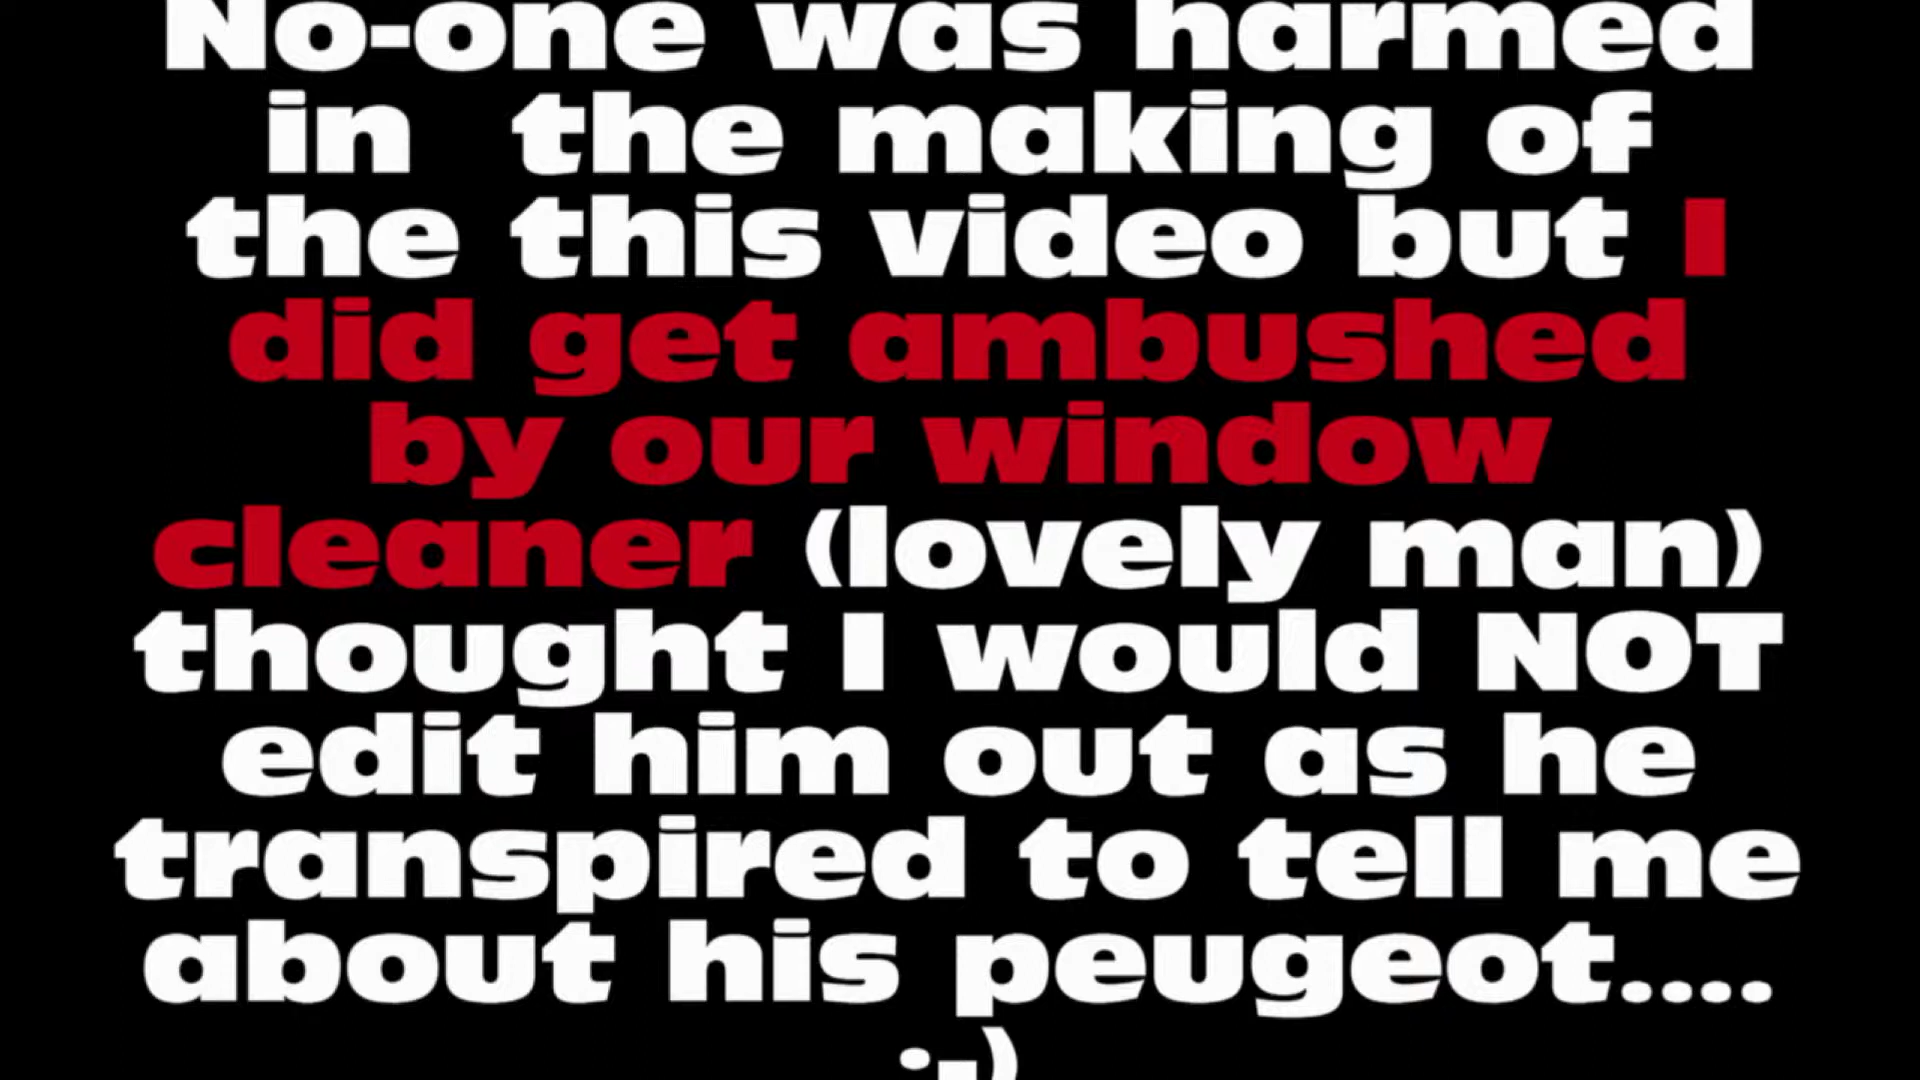 No-one was harmed
in  the making of
the this video but I
did get ambushed
by our window
cleaner (lovely man)
thought I would NOT
edit him out as he
transpired to tell me
about his peugeot....
:-)